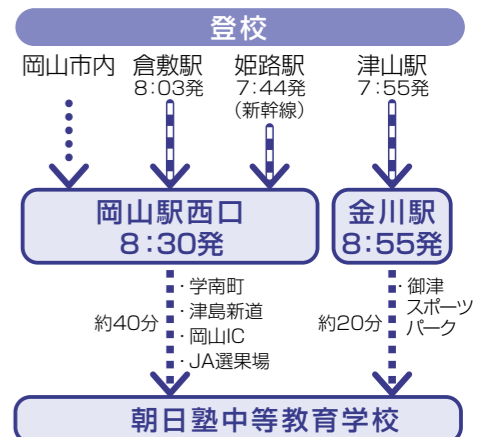 登校
岡山市内
倉敷駅
8:03発
姫路駅
7:44発
(新幹線)
津山駅
7:55発
岡山駅西口
8:30発
金川駅
8:55発
約40分
・学南町
・津島新道
・岡山IC
・JA選果場
約20分
・御津
スポーツ
パーク
朝日塾中等教育学校